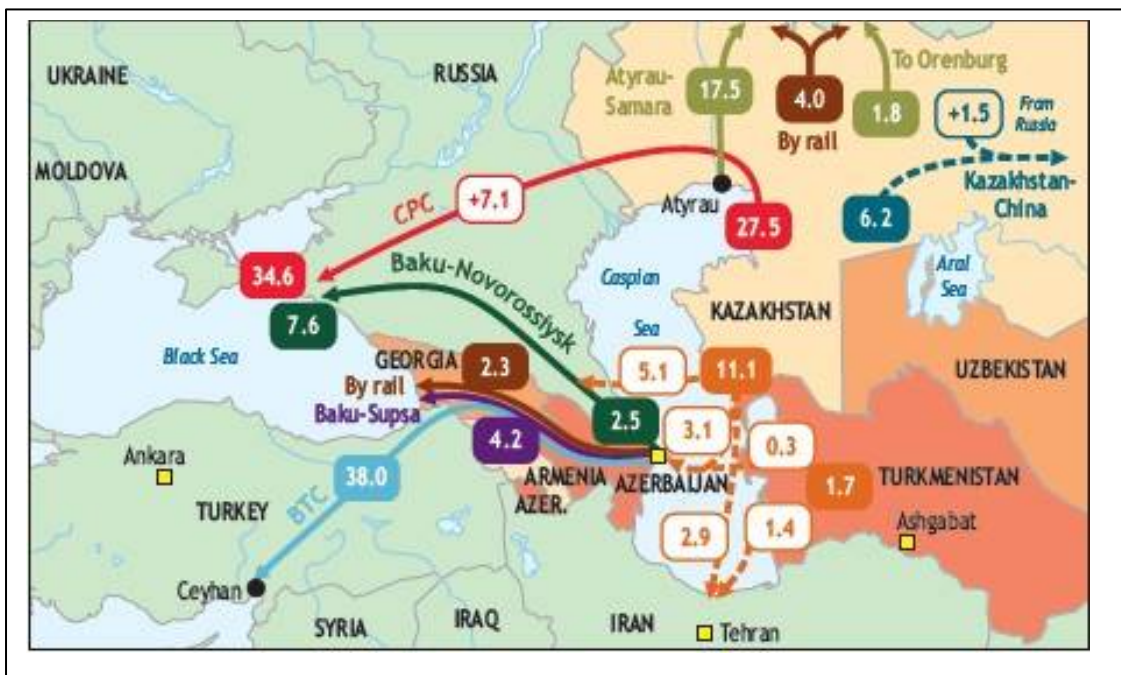 UKRAINE
RUSSIA
Atyrau-
Samara
17.5
4.0
By rail
To Orenburg
1.8
+1.5
From
Russia
MOLDOVA
CPC
+7.1
Atyrau
27.5
6.2
Kazakhstan-
China
34.6
Baku-Novorossiysk
Caspian
Sea
Aral
Sea
7.6
KAZAKHSTAN
Black Sea
GEORGIA
2.3
5.1
11.1
UZBEKISTAN
By rail
Baku-Supsa
2.5
3.1
0.3
4.2
Ankara
38.0
ARMENIA
AZERBAIJAN
AZER.
1.7
TURKMENISTAN
TURKEY
BTC
2.9
1.4
Ashgabat
Ceyhan
SYRIA
IRAQ
IRAN
Tehran